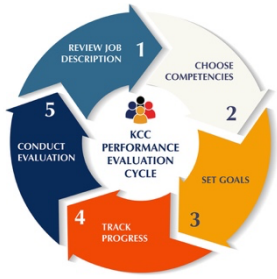 REVIEW JOB
DESCRIPTION
1
CHOOSE
COMPETENCIES
2
SET GOALS
3
TRACK
PROGRESS
4
CONDUCT
EVALUATION
5
KCC
PERFORMANCE
EVALUATION
CYCLE